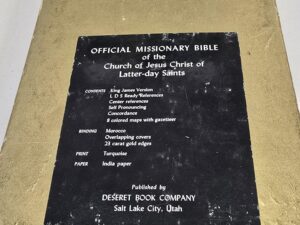 OFFICIAL MISSIONARY BIBLE
of the
Church of Jesus Christ of
Latter-day Saints
CONTENTS King James Version
L D S Ready References
Center references
Self Pronouncing
Concordance
8 colored maps with gazetteer
BINDING Morocco
Overlapping covers
23 carat gold edges
PRINT Turquoise
PAPER India paper
Published by
DESERET BOOK COMPANY
Salt Lake City, Utah